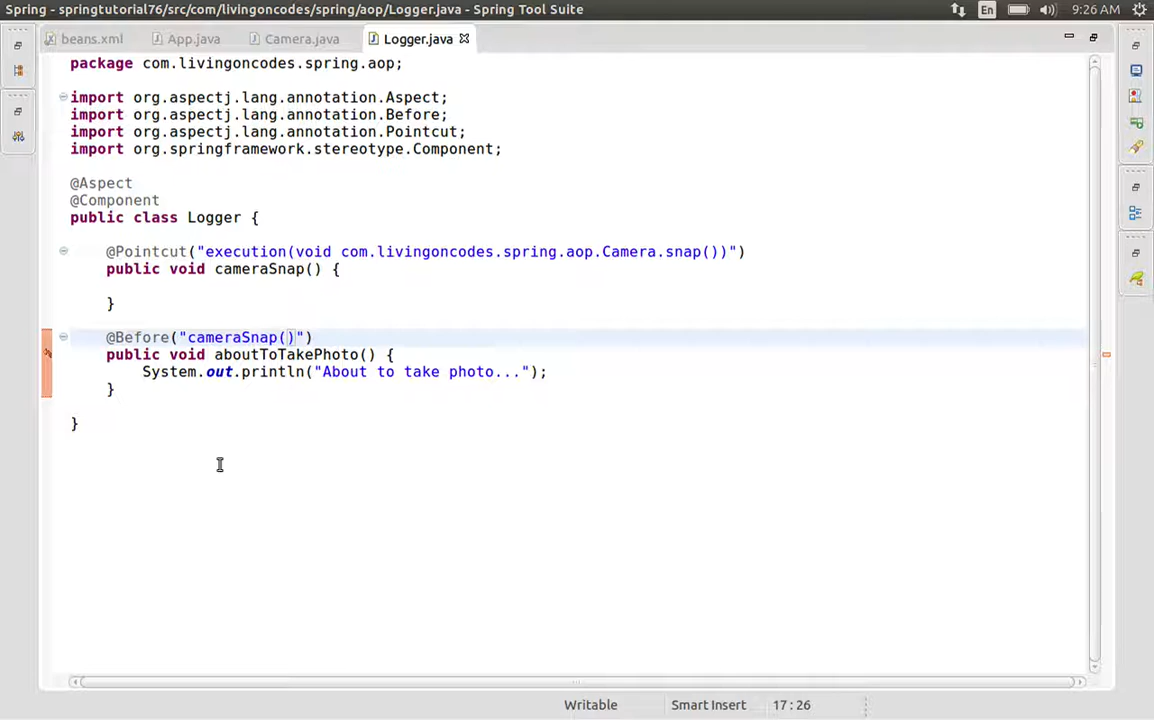 Spring - springtutorial76/src/com/livingoncodes/spring/aop/Logger.java - Spring Tool Suite
En
9:26 AM
beans.xml
App.java
Camera.java
Logger.java
package com.livingoncodes.spring.aop;
import org.aspectj.lang.annotation.Aspect;
import org.aspectj.lang.annotation.Before;
import org.aspectj.lang.annotation.Pointcut;
import org.springframework.stereotype.Component;
@Aspect
@Component
public class Logger {
@Pointcut("execution(void com.livingoncodes.spring.aop.Camera.snap())")
public void cameraSnap() {
}
@Before("cameraSnap()")
public void aboutToTakePhoto() {
System.out.println("About to take photo...");
}
}
Writable
Smart Insert
17 : 26